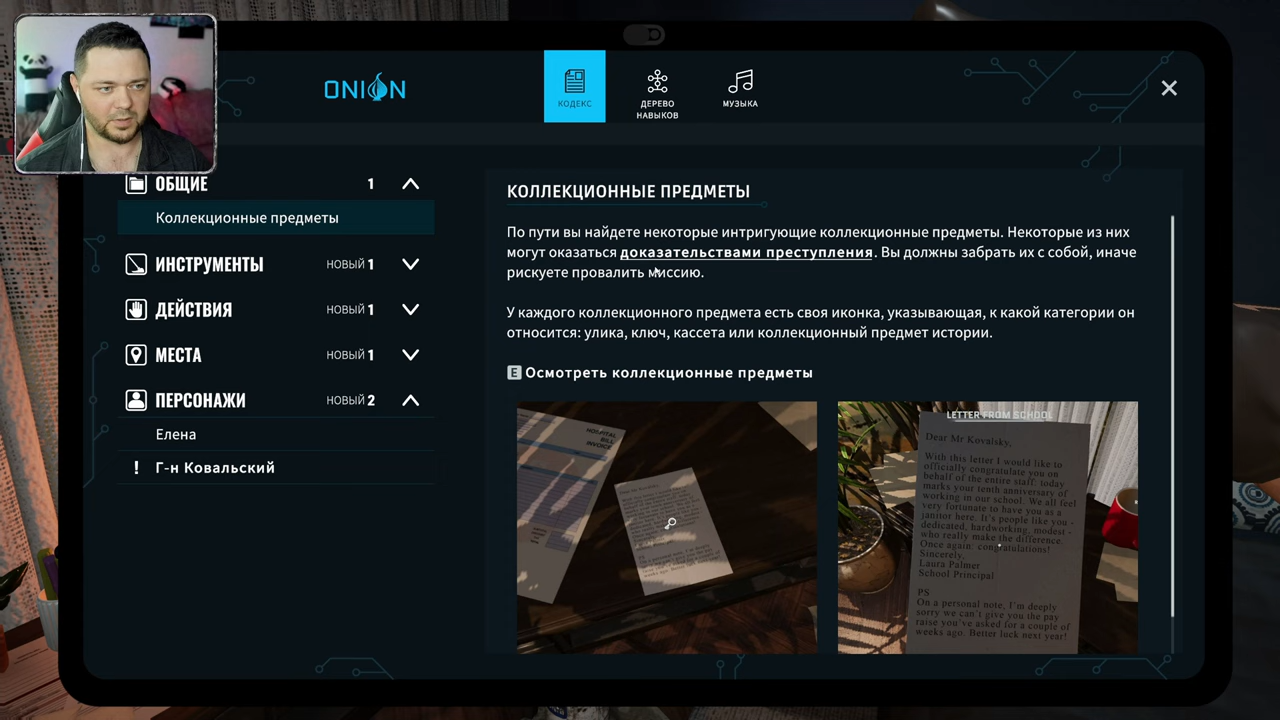 ONION
КОДЕКС
ДЕРЕВО
НАВЫКОВ
МУЗЫКА
ОБЩИЕ 1
Коллекционные предметы
ИНСТРУМЕНТЫ НОВЫЙ 1
ДЕЙСТВИЯ НОВЫЙ 1
МЕСТА НОВЫЙ 1
ПЕРСОНАЖИ НОВЫЙ 2
Елена
! Г-н Ковальский
КОЛЛЕКЦИОННЫЕ ПРЕДМЕТЫ
По пути вы найдете некоторые интригующие коллекционные предметы. Некоторые из них
могут оказаться доказательствами преступления. Вы должны забрать их с собой, иначе
рискуете провалить миссию.
У каждого коллекционного предмета есть своя иконка, указывающая, к какой категории он
относится: улика, ключ, кассета или коллекционный предмет истории.
E Осмотреть коллекционные предметы
HOSPITAL
BILL
INVOICE
LETTER FROM SCHOOL
Dear Mr Kovalsky,
With this letter I would like to
officially congratulate you on
behalf of the entire staff: today
marks your tenth anniversary of
working in our school. We all feel
very fortunate to have you as a
janitor here. It's people like you -
dedicated, hardworking, modest -
who really make the difference.
Once again: congratulations!
Sincerely,
Laura Palmer
School Principal
PS
On a personal note, I'm deeply
sorry we can't give you the pay
raise you've asked for a couple of
weeks ago. Better luck next year!